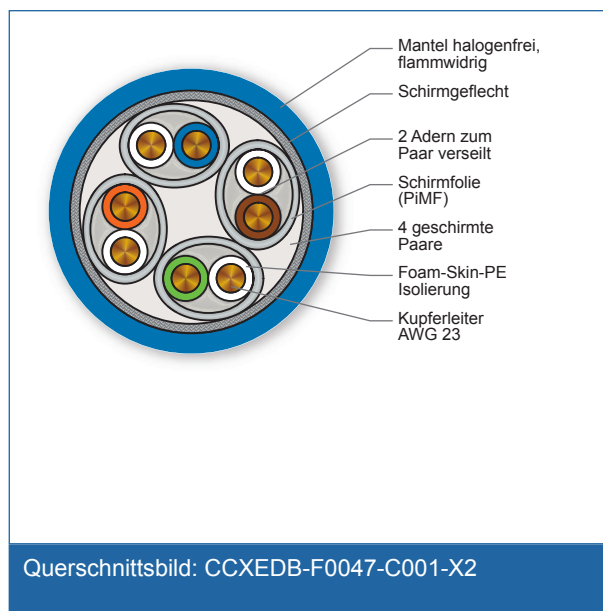 Mantel halogenfrei,
flammwidrig
Schirmgeflecht
2 Adern zum
Paar verseilt
Schirmfolie
(PiMF)
4 geschirmte
Paare
Foam-Skin-PE
Isolierung
Kupferleiter
AWG 23
Querschnittsbild: CCXEDB-F0047-C001-X2